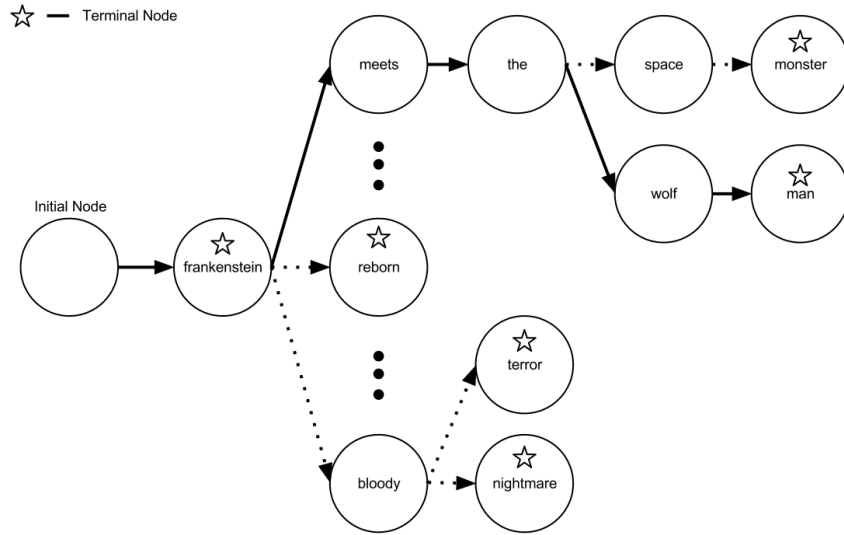 Terminal Node
meets
the
space
monster
wolf
man
Initial Node
frankenstein
reborn
terror
bloody
nightmare